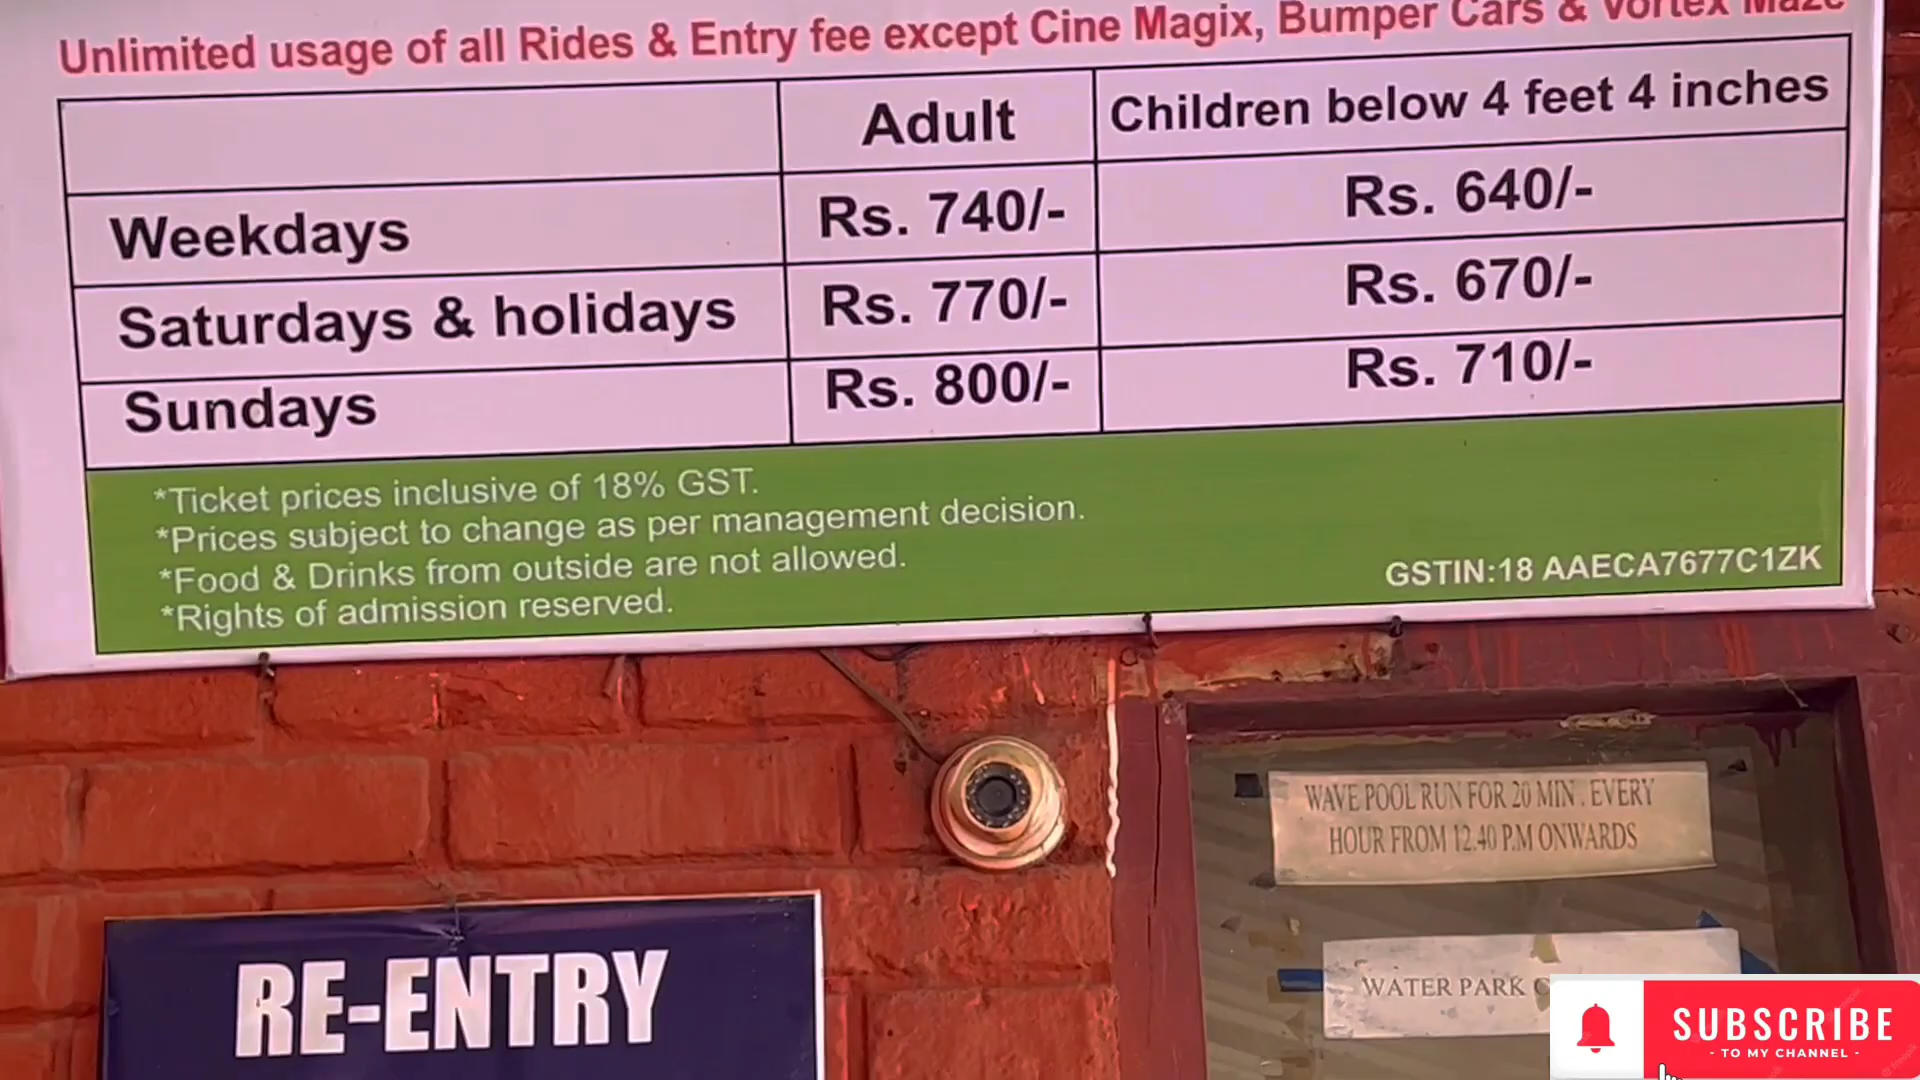 Unlimited usage of all Rides & Entry fee except Cine Magix, Bumper Cars & Vortex Maze
Adult
Children below 4 feet 4 inches
Weekdays
Rs. 740/-
Rs. 640/-
Saturdays & holidays
Rs. 770/-
Rs. 670/-
Sundays
Rs. 800/-
Rs. 710/-
*Ticket prices inclusive of 18% GST.
*Prices subject to change as per management decision.
*Food & Drinks from outside are not allowed.
*Rights of admission reserved.
GSTIN:18 AAECA7677C1ZK
WAVE POOL RUN FOR 20 MIN . EVERY
HOUR FROM 12.40 P.M ONWARDS
RE-ENTRY
WATER PARK
SUBSCRIBE
- TO MY CHANNEL -